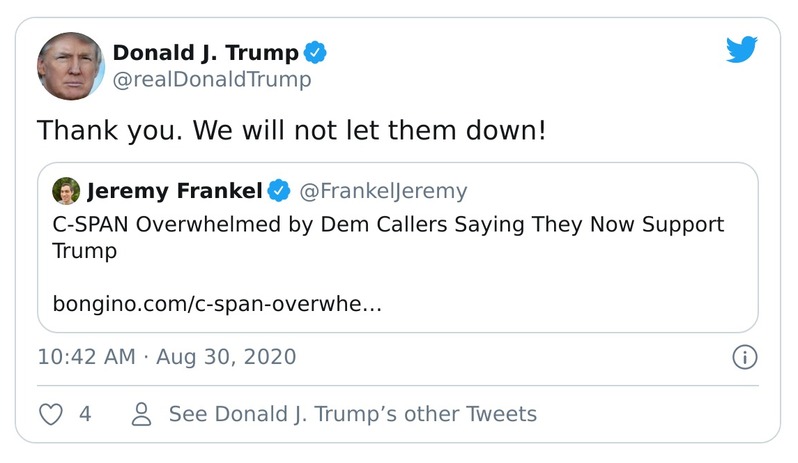 Donald J. Trump
@realDonaldTrump
Thank you. We will not let them down!
Jeremy Frankel @FrankelJeremy
C-SPAN Overwhelmed by Dem Callers Saying They Now Support
Trump
bongino.com/c-span-overwhe…
10:42 AM · Aug 30, 2020
4 See Donald J. Trump’s other Tweets